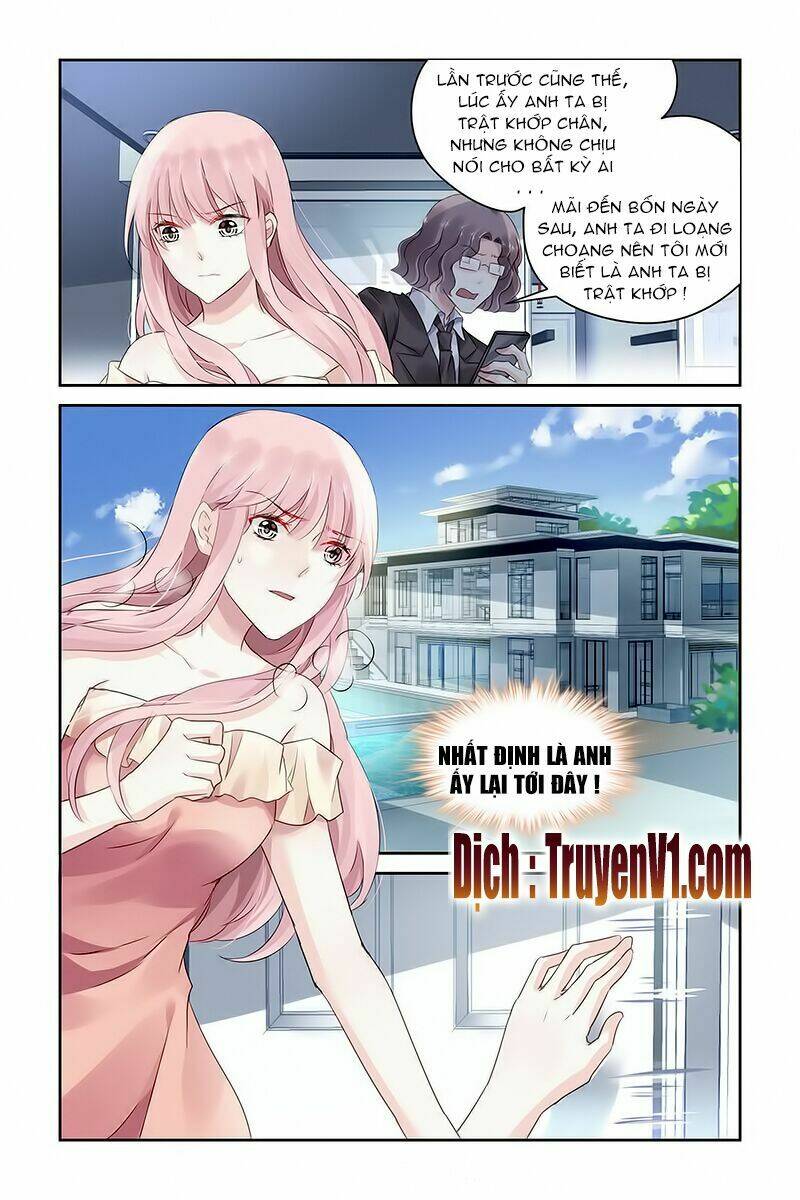 LẦN TRƯỚC CŨNG THẾ,
LÚC ẤY ANH TA BỊ
TRẬT KHỚP CHÂN,
NHƯNG KHÔNG CHỊU
NÓI CHO BẤT KỲ AI
. . .
MÃI ĐẾN BỐN NGÀY
SAU, ANH TA ĐI LOẠNG
CHOẠNG NÊN TÔI MỚI
BIẾT LÀ ANH TA BỊ
TRẬT KHỚP !
NHẤT ĐỊNH LÀ ANH
ẤY LẠI TỚI ĐÂY !
Dịch : TruyenV1.com